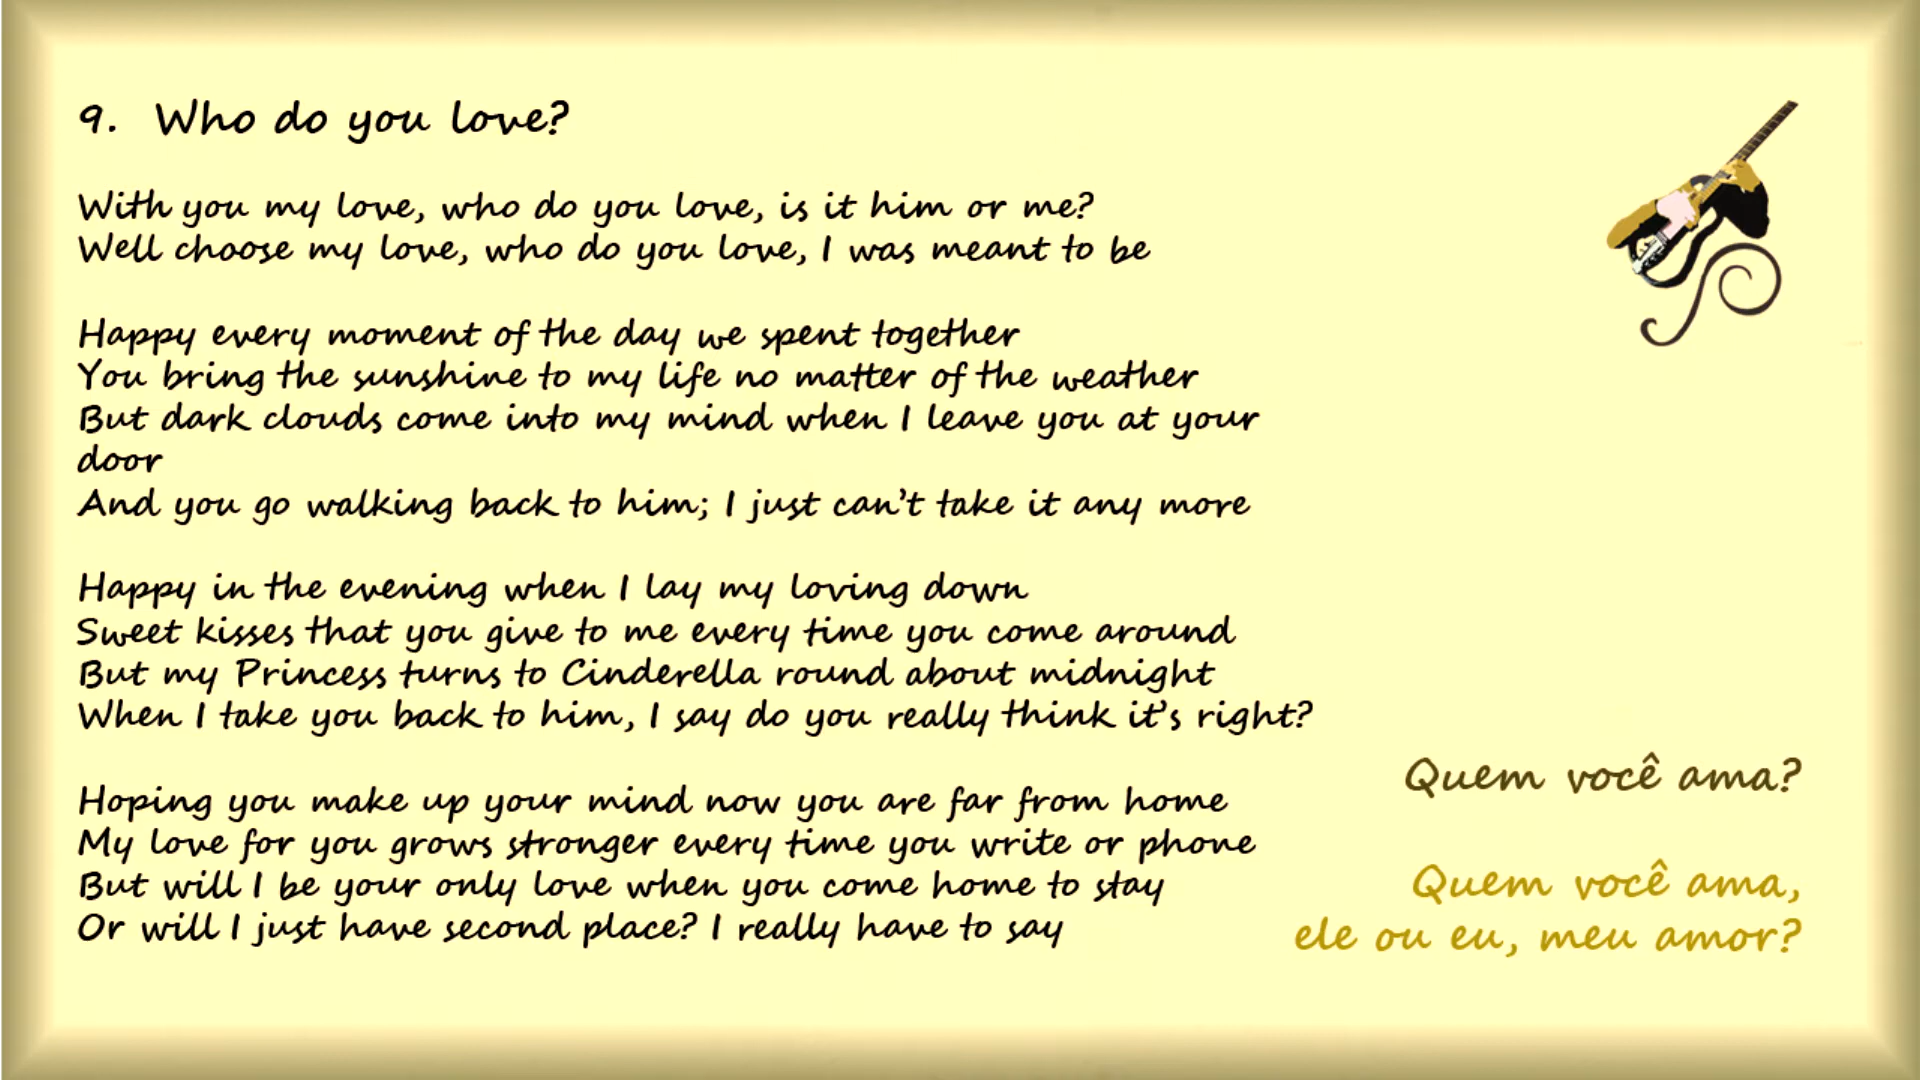 9. Who do you love?
With you my love, who do you love, is it him or me?
Well choose my love, who do you love, I was meant to be
Happy every moment of the day we spent together
You bring the sunshine to my life no matter of the weather
But dark clouds come into my mind when I leave you at your
door
And you go walking back to him; I just can't take it any more
Happy in the evening when I lay my loving down
Sweet kisses that you give to me every time you come around
But my Princess turns to Cinderella round about midnight
When I take you back to him, I say do you really think it's right?
Hoping you make up your mind now you are far from home
My love for you grows stronger every time you write or phone
But will I be your only love when you come home to stay
Or will I just have second place? I really have to say
Quem você ama?
Quem você ama,
ele ou eu, meu amor?